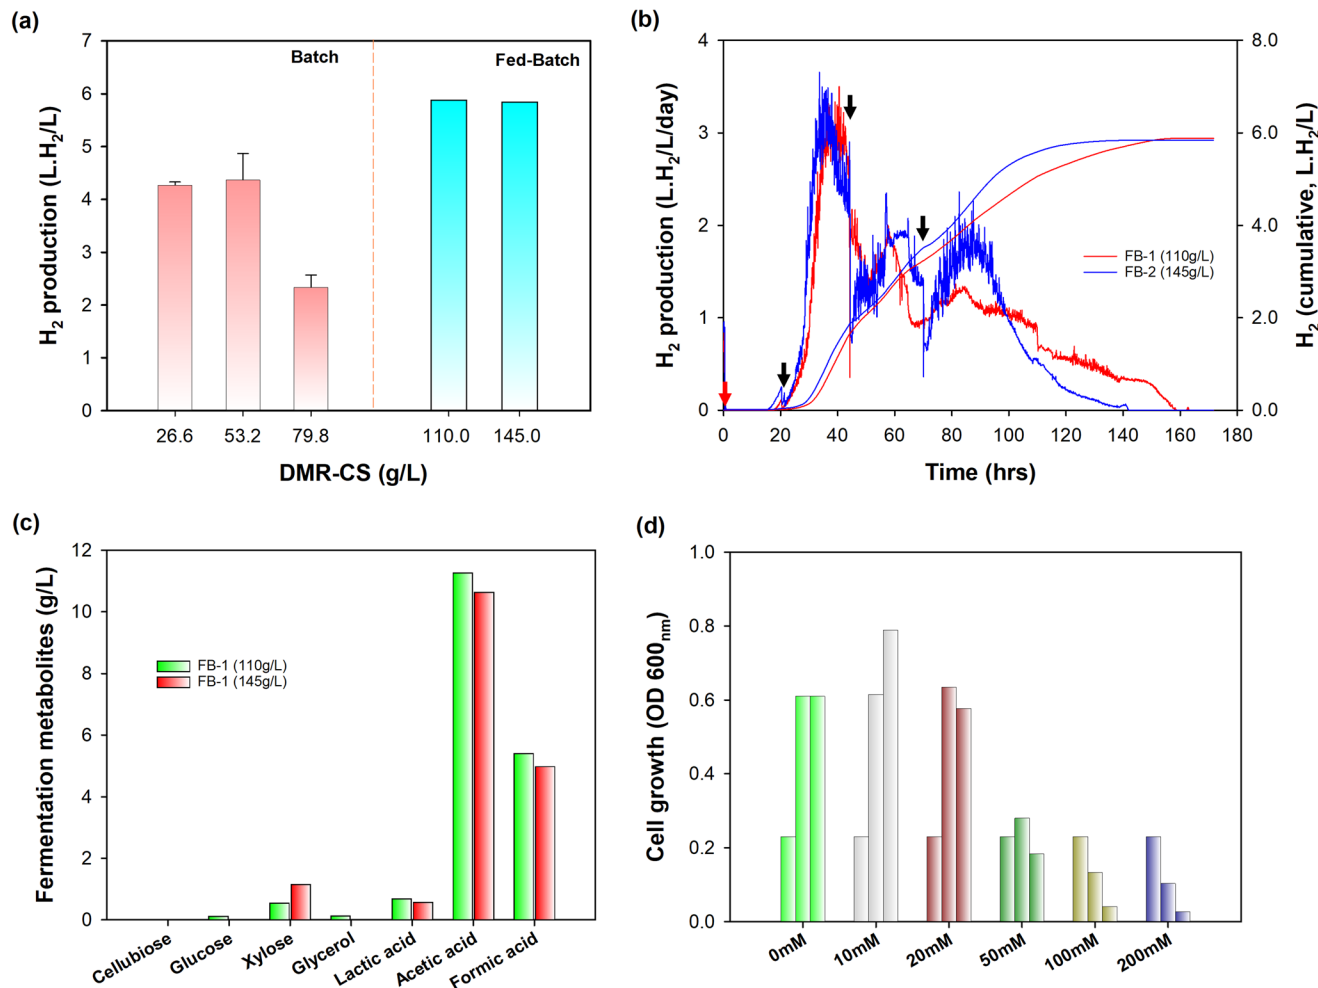 (a)
H2 production (L.H2/L)
7
6
5
4
3
2
1
0
Batch
Fed-Batch
26.6 53.2 79.8 110.0 145.0
DMR-CS (g/L)
(b)
H2 production (L.H2/L/day)
4
3
2
1
0
FB-1 (110g/L)
FB-2 (145g/L)
8.0
6.0
4.0
2.0
0.0
H2 (cumulative, L.H2/L)
0 20 40 60 80 100 120 140 160 180
Time (hrs)
(c)
Fermentation metabolites (g/L)
12
10
8
6
4
2
0
FB-1 (110g/L)
FB-1 (145g/L)
Cellubiose Glucose Xylose Glycerol Lactic acid Acetic acid Formic acid
(d)
Cell growth (OD 600nm)
1.0
0.8
0.6
0.4
0.2
0.0
0mM 10mM 20mM 50mM 100mM 200mM